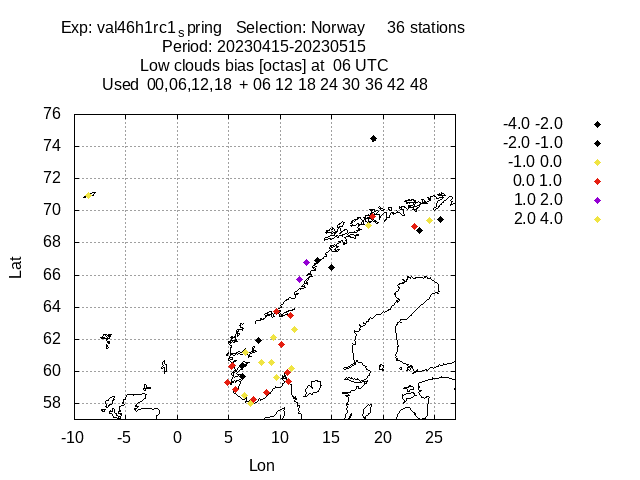 Exp: val46h1rc1spring Selection: Norway 36 stations
Period: 20230415-20230515
Low clouds bias [octas] at 06 UTC
Used 00,06,12,18 + 06 12 18 24 30 36 42 48
-4.0 -2.0
-2.0 -1.0
-1.0 0.0
0.0 1.0
1.0 2.0
2.0 4.0
76
74
72
70
68
66
64
62
60
58
Lat
-10 -5 0 5 10 15 20 25
Lon